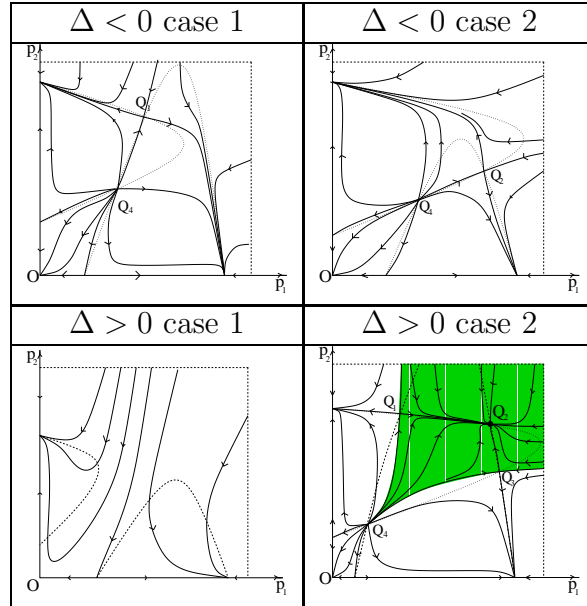 Δ < 0 case 1
Δ < 0 case 2
p₂
Q₁
Q₄
O
p₁
p₂
Q₂
Q₄
O
p₁
Δ > 0 case 1
Δ > 0 case 2
p₂
O
p₁
p₂
Q₁
Q₂
Q₃
Q₄
O
p₁